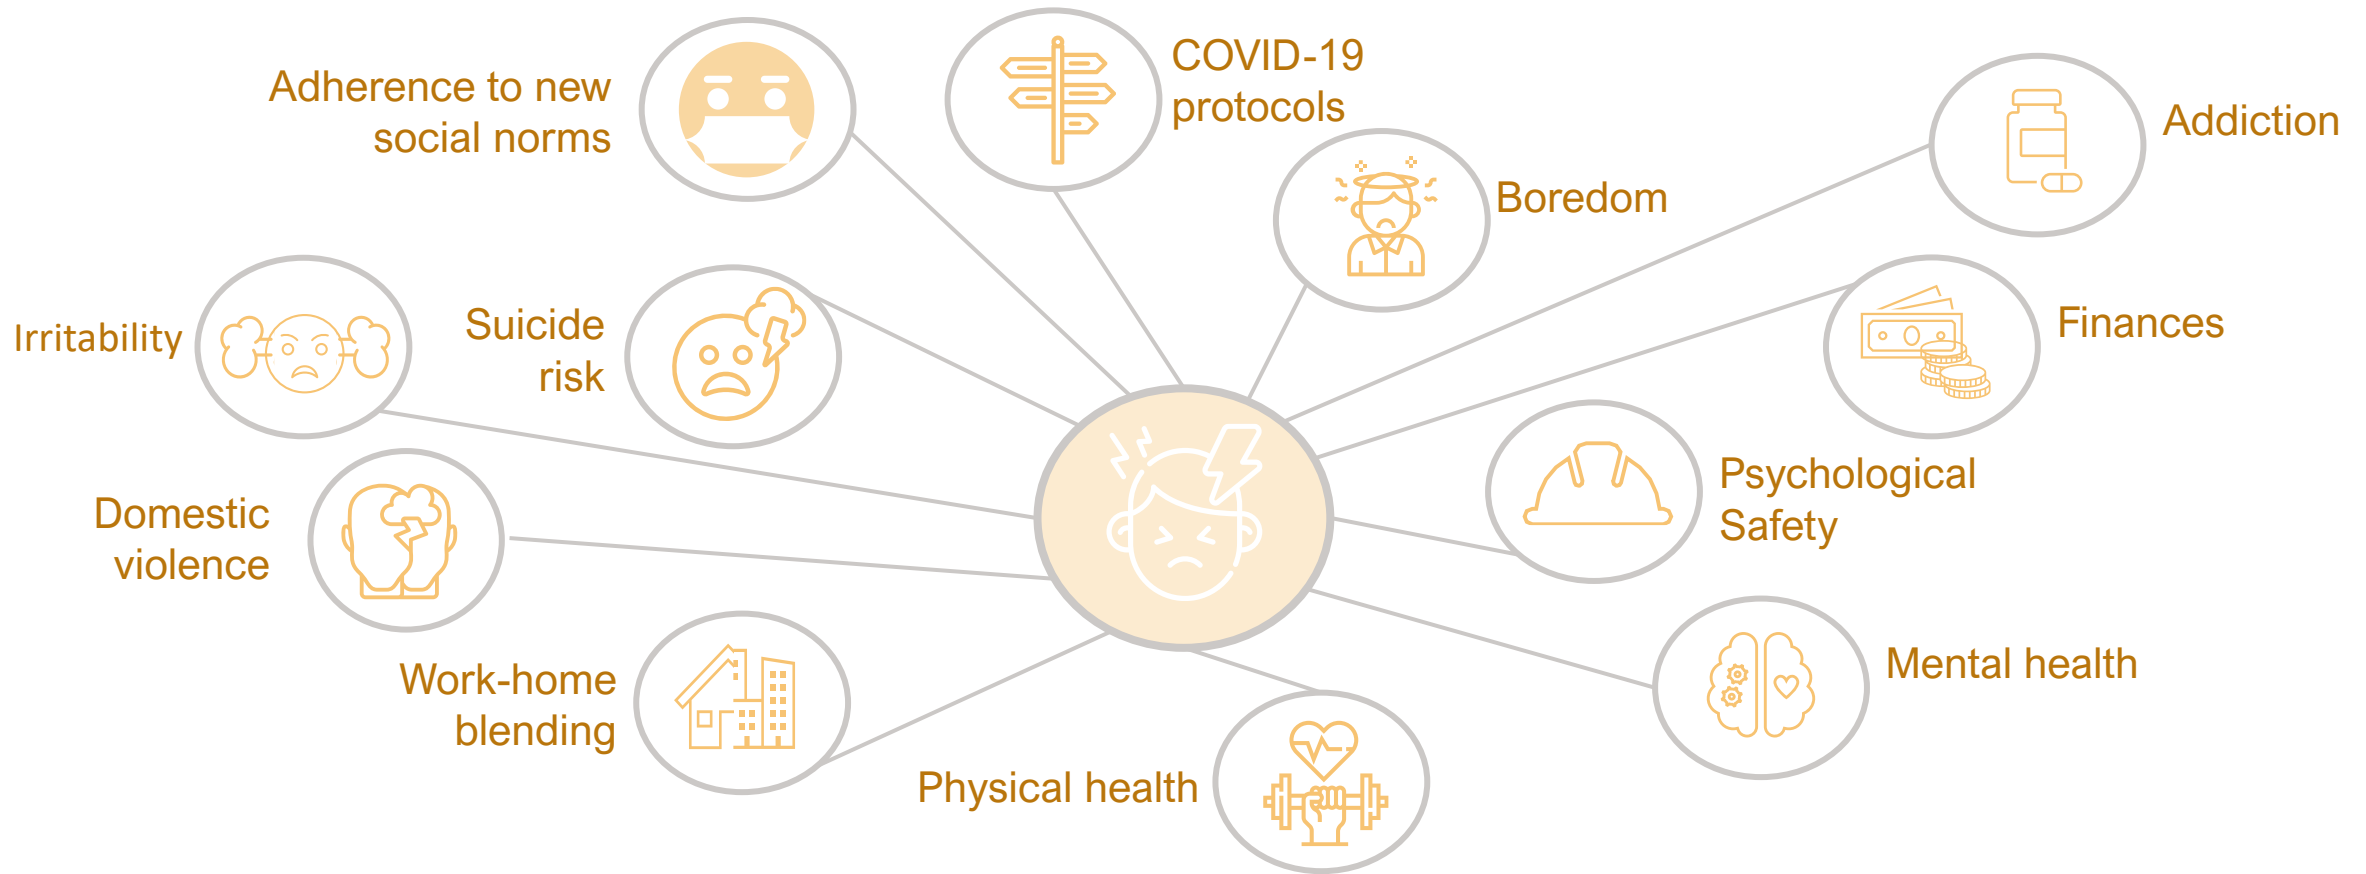 Adherence to new
social norms
COVID-19
protocols
Boredom
Addiction
Irritability
Suicide
risk
Finances
Domestic
violence
Psychological
Safety
Work-home
blending
Mental health
Physical health